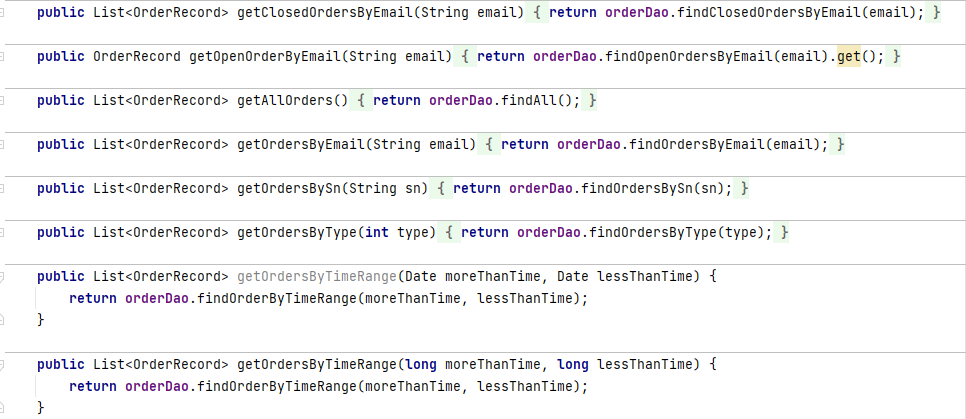 public List<OrderRecord> getClosedOrdersByEmail(String email) { return orderDao.findClosedOrdersByEmail(email); }
public OrderRecord getOpenOrderByEmail(String email) { return orderDao.findOpenOrdersByEmail(email).get(); }
public List<OrderRecord> getAllOrders() { return orderDao.findAll(); }
public List<OrderRecord> getOrdersByEmail(String email) { return orderDao.findOrdersByEmail(email); }
public List<OrderRecord> getOrdersBySn(String sn) { return orderDao.findOrdersBySn(sn); }
public List<OrderRecord> getOrdersByType(int type) { return orderDao.findOrdersByType(type); }
public List<OrderRecord> getOrdersByTimeRange(Date moreThanTime, Date lessThanTime) {
return orderDao.findOrderByTimeRange(moreThanTime, lessThanTime);
}
public List<OrderRecord> getOrdersByTimeRange(long moreThanTime, long lessThanTime) {
return orderDao.findOrderByTimeRange(moreThanTime, lessThanTime);
}